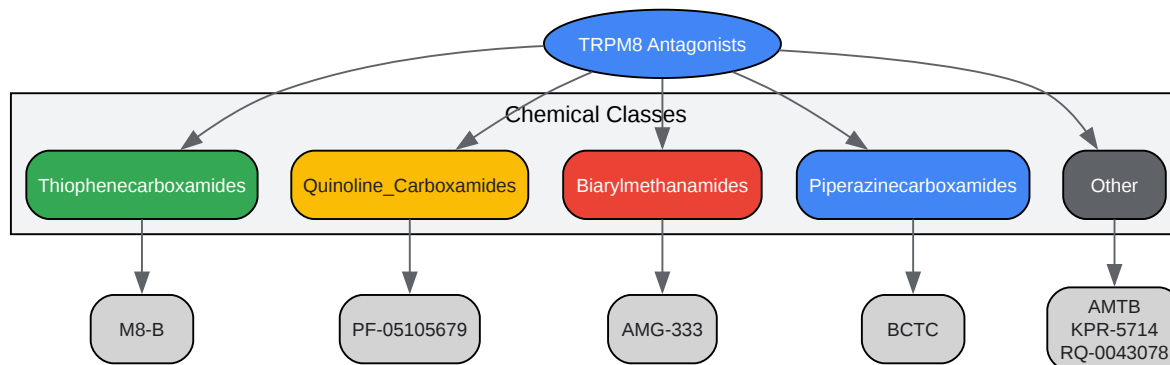 TRPM8 Antagonists
Chemical Classes
Thiophenecarboxamides
Quinoline_Carboxamides
Biarylmethanamides
Piperazinecarboxamides
Other
M8-B
PF-05105679
AMG-333
BCTC
AMTB
KPR-5714
RQ-0043078